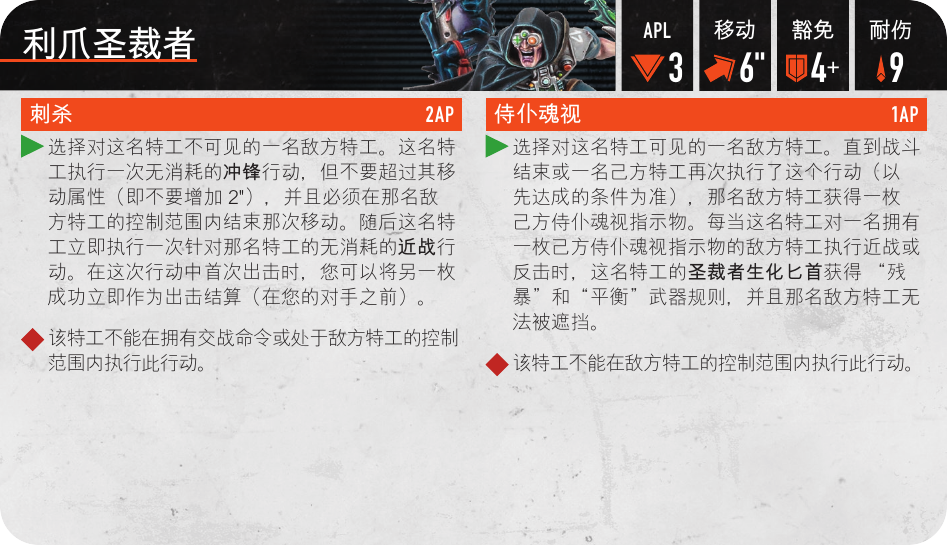 利爪圣裁者
APL 移动 豁免 耐伤
3 6" 4+ 9
刺杀 2AP
选择对这名特工不可见的一名敌方特工。这名特
工执行一次无消耗的冲锋行动，但不要超过其移
动属性（即不要增加 2"），并且必须在那名敌
方特工的控制范围内结束那次移动。随后这名特
工立即执行一次针对那名特工的无消耗的近战行
动。在这次行动中首次出击时，您可以将另一枚
成功立即作为出击结算（在您的对手之前）。
该特工不能在拥有交战命令或处于敌方特工的控制
范围内执行此行动。
侍仆魂视 1AP
选择对这名特工可见的一名敌方特工。直到战斗
结束或一名己方特工再次执行了这个行动（以
先达成的条件为准），那名敌方特工获得一枚
己方侍仆魂视指示物。每当这名特工对一名拥有
一枚己方侍仆魂视指示物的敌方特工执行近战或
反击时，这名特工的圣裁者生化匕首获得 “残
暴”和“平衡”武器规则，并且那名敌方特工无
法被遮挡。
该特工不能在敌方特工的控制范围内执行此行动。